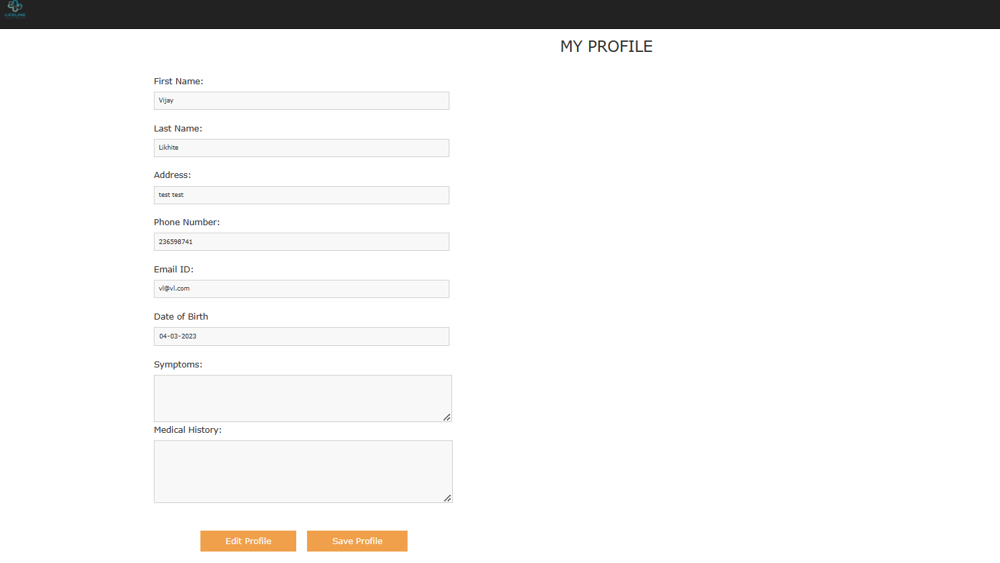 LIFELINE
MY PROFILE
First Name:
Vijay
Last Name:
Likhite
Address:
test test
Phone Number:
236598741
Email ID:
vl@vl.com
Date of Birth
04-03-2023
Symptoms:
Medical History:
Edit Profile Save Profile